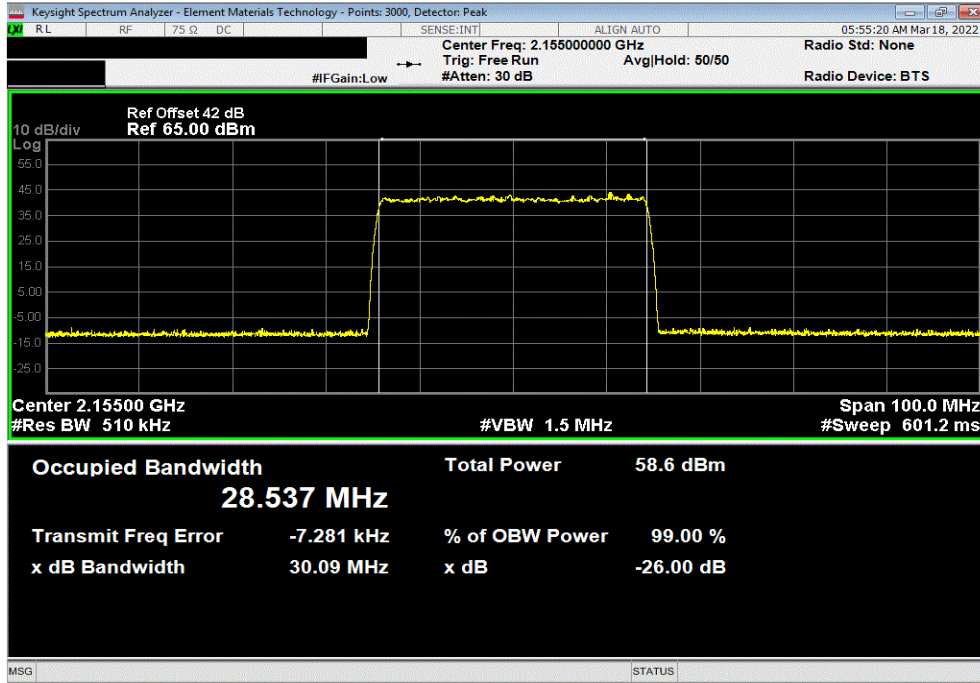 Keysight Spectrum Analyzer - Element Materials Technology - Points: 3000, Detector: Peak
LXI RL RF 75 Ω DC SENSE:INT ALIGN AUTO 05:55:20 AM Mar 18, 2022
Center Freq: 2.155000000 GHz Radio Std: None
Trig: Free Run Avg|Hold: 50/50
#IFGain:Low #Atten: 30 dB Radio Device: BTS
Ref Offset 42 dB
10 dB/div Ref 65.00 dBm
Log
55.0
45.0
35.0
25.0
15.0
5.00
-5.00
-15.0
-25.0
Center 2.15500 GHz Span 100.0 MHz
#Res BW 510 kHz #VBW 1.5 MHz #Sweep 601.2 ms
Occupied Bandwidth Total Power 58.6 dBm
28.537 MHz
Transmit Freq Error -7.281 kHz % of OBW Power 99.00 %
x dB Bandwidth 30.09 MHz x dB -26.00 dB
MSG STATUS